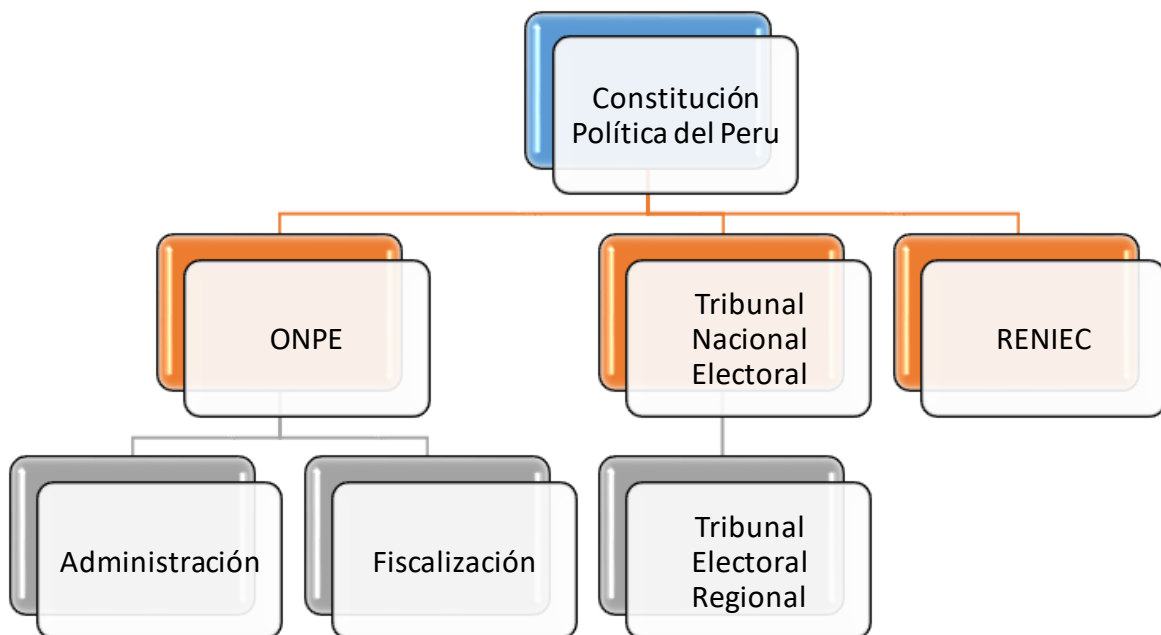 Constitución
Política del Peru
ONPE
Tribunal
Nacional
Electoral
RENIEC
Administración
Fiscalización
Tribunal
Electoral
Regional